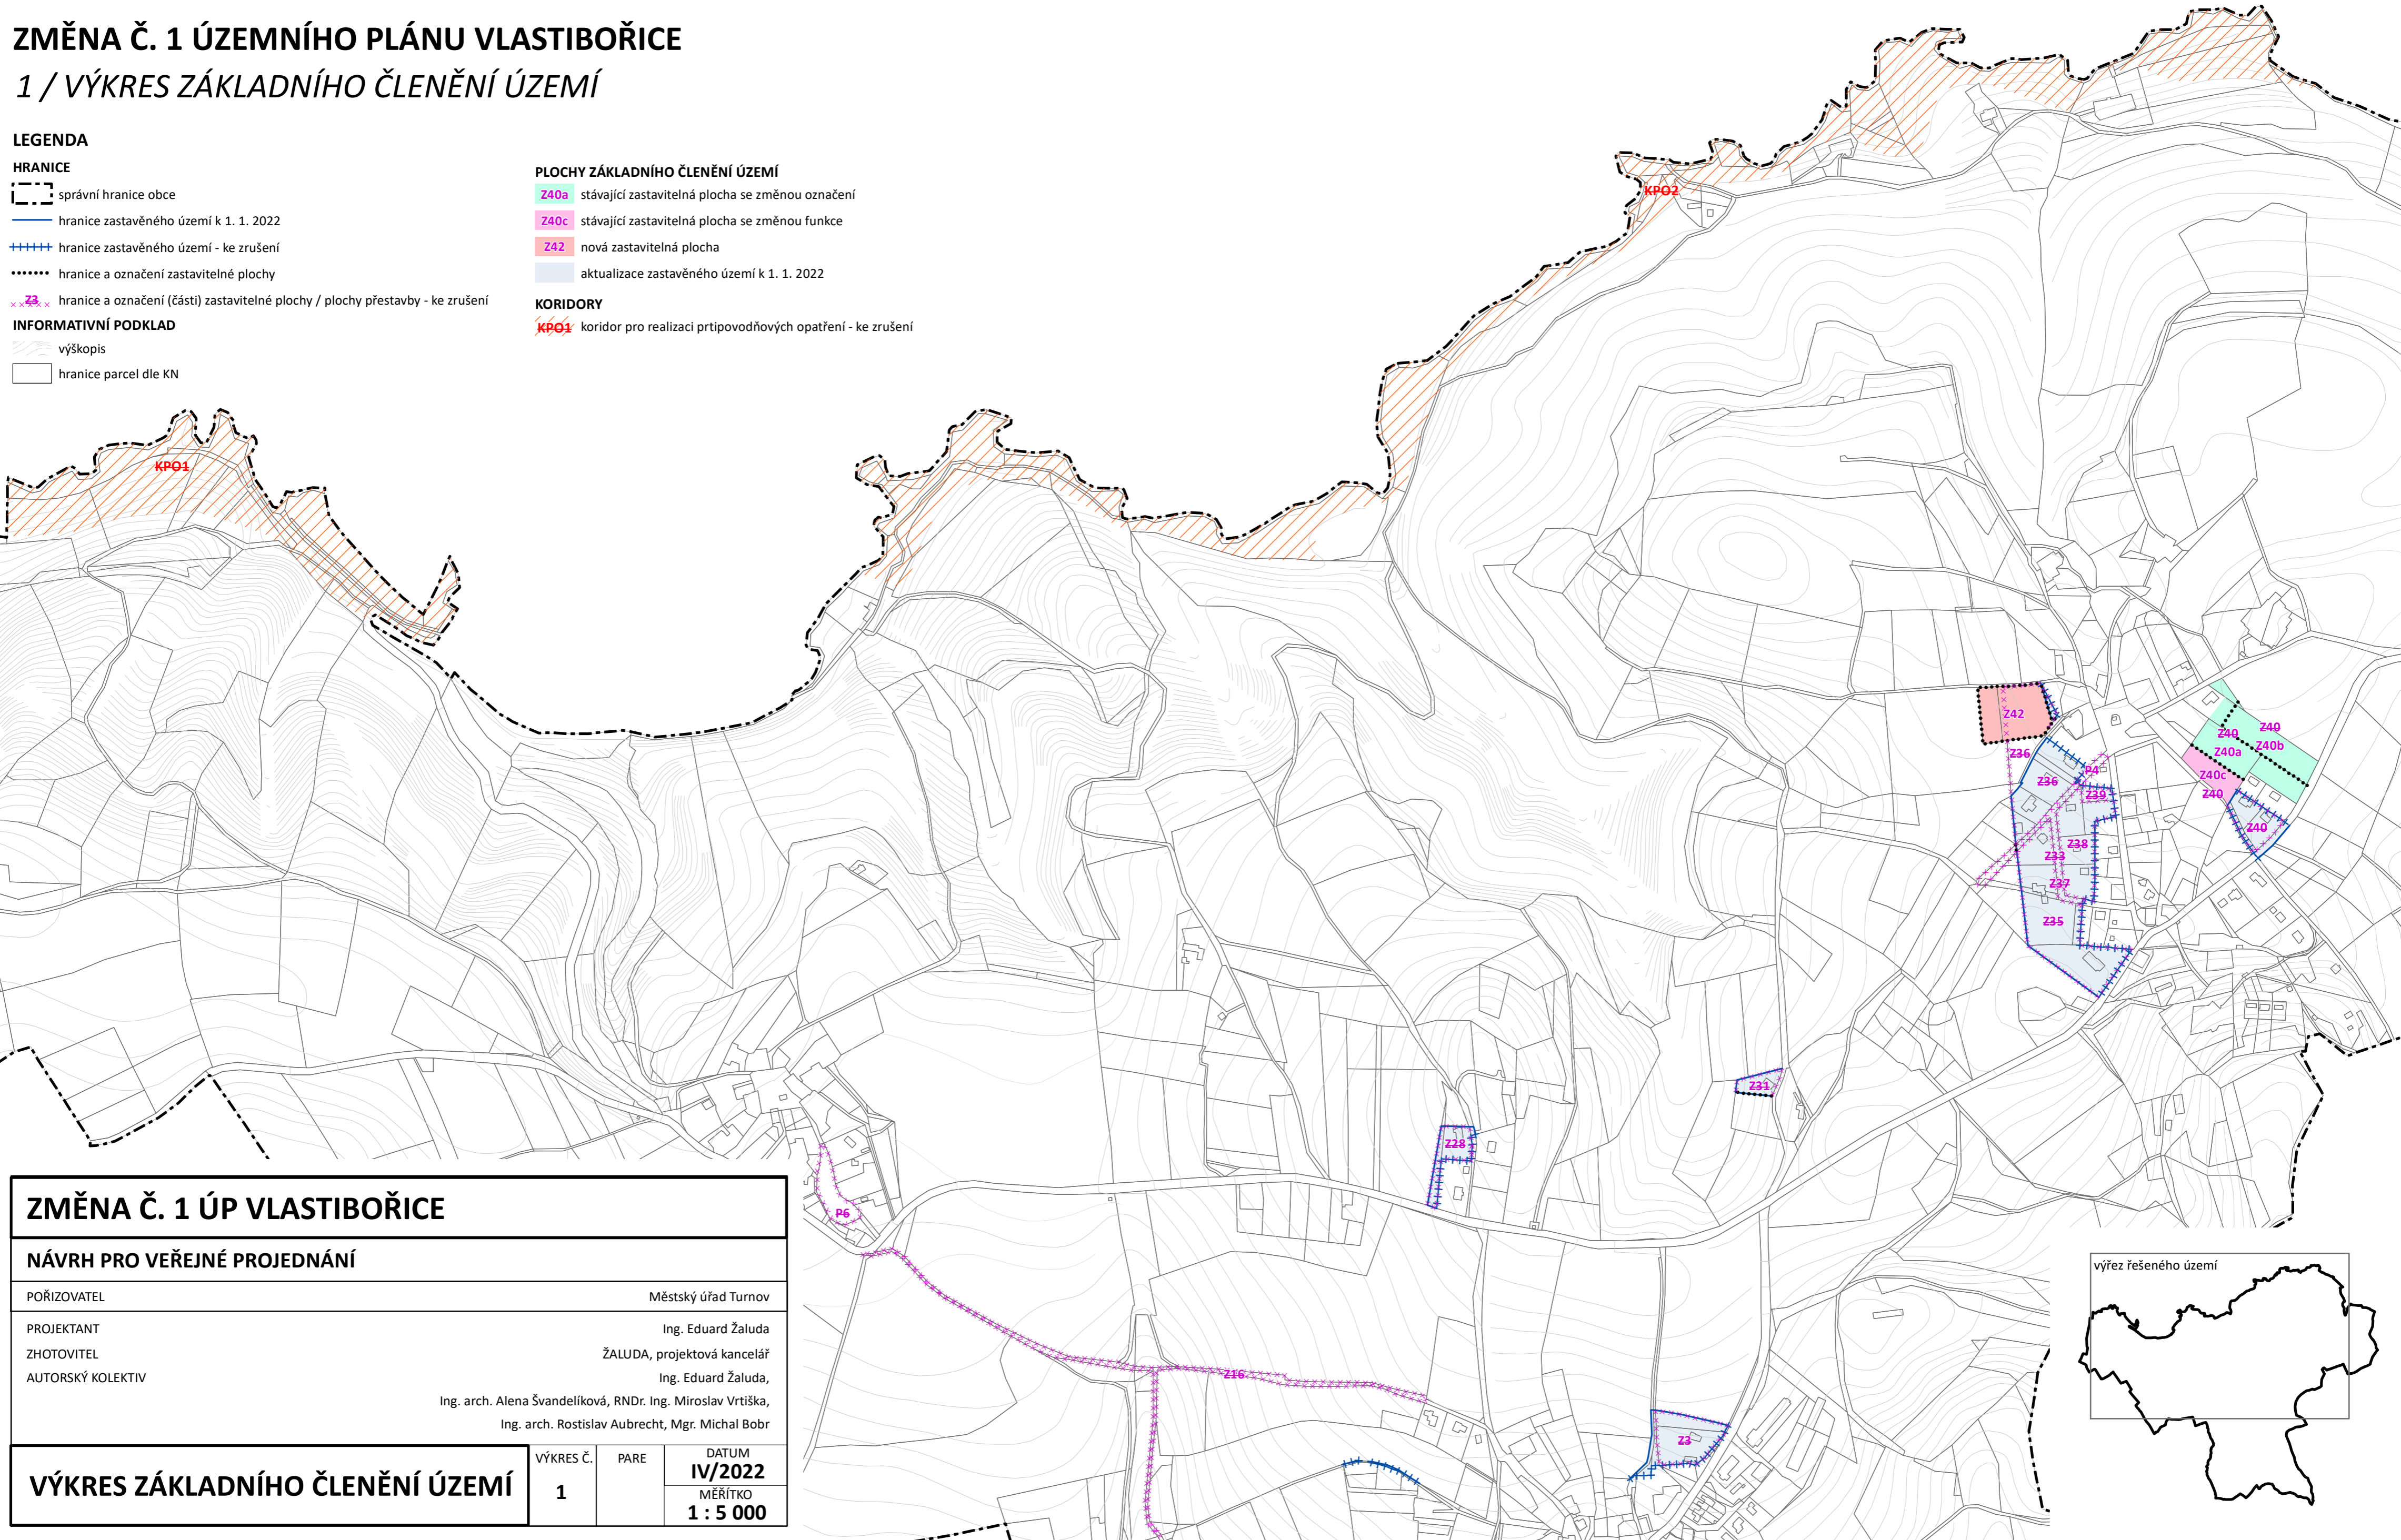 ZMĚNA Č. 1 ÚZEMNÍHO PLÁNU VLASTIBOŘICE
1 / VÝKRES ZÁKLADNÍHO ČLENĚNÍ ÚZEMÍ
LEGENDA
HRANICE
správní hranice obce
hranice zastavěného území k 1. 1. 2022
hranice zastavěného území - ke zrušení
hranice a označení zastavitelné plochy
Z3 hranice a označení (části) zastavitelné plochy / plochy přestavby - ke zrušení
INFORMATIVNÍ PODKLAD
výškopis
hranice parcel dle KN
PLOCHY ZÁKLADNÍHO ČLENĚNÍ ÚZEMÍ
Z40a stávající zastavitelná plocha se změnou označení
Z40c stávající zastavitelná plocha se změnou funkce
Z42 nová zastavitelná plocha
aktualizace zastavěného území k 1. 1. 2022
KORIDORY
KPO1 koridor pro realizaci prtipovodňových opatření - ke zrušení
KPO2
KPO1
Z42
Z36
Z36
P4
Z39
Z38
Z33
Z37
Z35
Z40
Z40
Z40b
Z40a
Z40c
Z40
Z40
Z31
Z28
P6
Z16
Z3
ZMĚNA Č. 1 ÚP VLASTIBOŘICE
NÁVRH PRO VEŘEJNÉ PROJEDNÁNÍ
POŘIZOVATEL Městský úřad Turnov
PROJEKTANT Ing. Eduard Žaluda
ZHOTOVITEL ŽALUDA, projektová kancelář
AUTORSKÝ KOLEKTIV Ing. Eduard Žaluda,
Ing. arch. Alena Švandelíková, RNDr. Ing. Miroslav Vrtiška,
Ing. arch. Rostislav Aubrecht, Mgr. Michal Bobr
VÝKRES ZÁKLADNÍHO ČLENĚNÍ ÚZEMÍ
VÝKRES Č.
1
PARE
DATUM
IV/2022
MĚŘÍTKO
1 : 5 000
výřez řešeného území